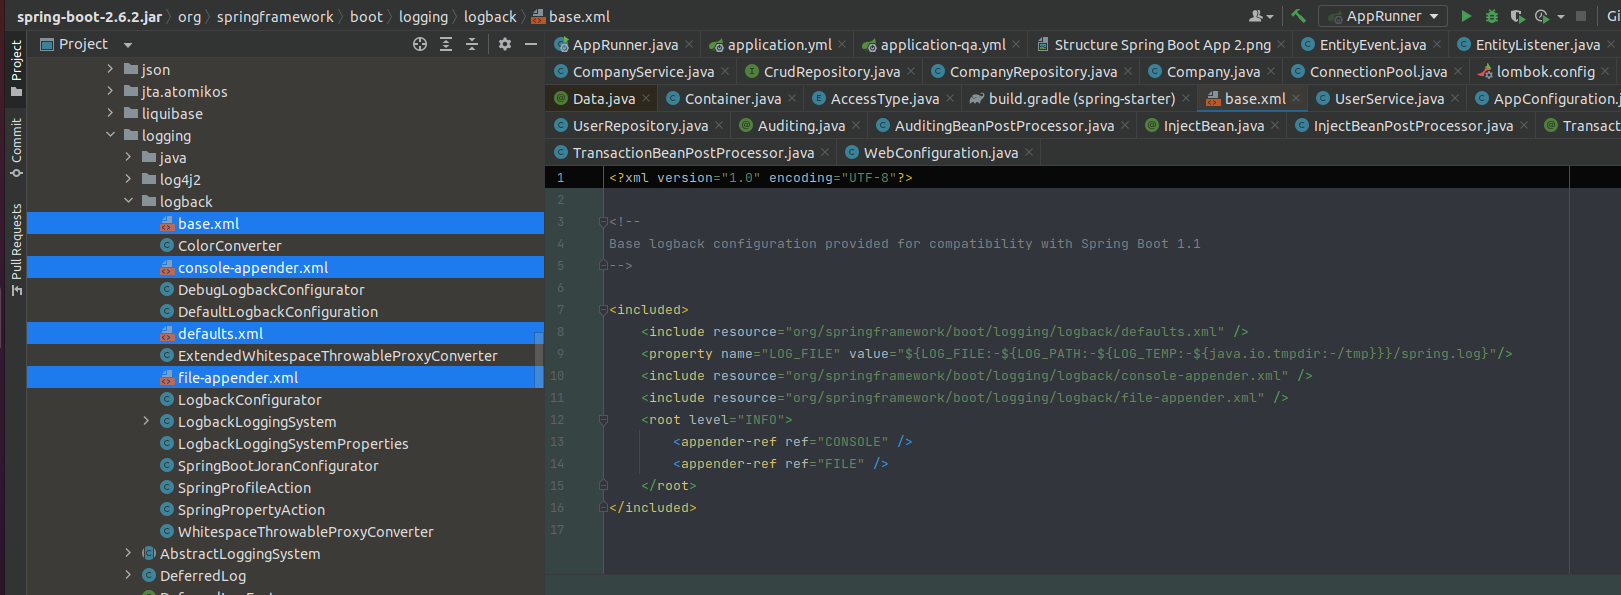 spring-boot-2.6.2.jar org springframework boot logging logback base.xml
AppRunner
Gi
Project
Commit
Pull Requests
Project
json
jta.atomikos
liquibase
logging
java
log4j2
logback
base.xml
ColorConverter
console-appender.xml
DebugLogbackConfigurator
DefaultLogbackConfiguration
defaults.xml
ExtendedWhitespaceThrowableProxyConverter
file-appender.xml
LogbackConfigurator
LogbackLoggingSystem
LogbackLoggingSystemProperties
SpringBootJoranConfigurator
SpringProfileAction
SpringPropertyAction
WhitespaceThrowableProxyConverter
AbstractLoggingSystem
DeferredLog
AppRunner.java application.yml application-qa.yml Structure Spring Boot App 2.png EntityEvent.java EntityListener.java
CompanyService.java CrudRepository.java CompanyRepository.java Company.java ConnectionPool.java lombok.config
Data.java Container.java AccessType.java build.gradle (spring-starter) base.xml UserService.java AppConfiguration.j
UserRepository.java Auditing.java AuditingBeanPostProcessor.java InjectBean.java InjectBeanPostProcessor.java Transact
TransactionBeanPostProcessor.java WebConfiguration.java
1 <?xml version="1.0" encoding="UTF-8"?>
2
3 <!--
4 Base logback configuration provided for compatibility with Spring Boot 1.1
5 -->
6
7 <included>
8 <include resource="org/springframework/boot/logging/logback/defaults.xml" />
9 <property name="LOG_FILE" value="${LOG_FILE:-${LOG_PATH:-${LOG_TEMP:-${java.io.tmpdir:-/tmp}}}/spring.log}"/>
10 <include resource="org/springframework/boot/logging/logback/console-appender.xml" />
11 <include resource="org/springframework/boot/logging/logback/file-appender.xml" />
12 <root level="INFO">
13 <appender-ref ref="CONSOLE" />
14 <appender-ref ref="FILE" />
15 </root>
16 </included>
17